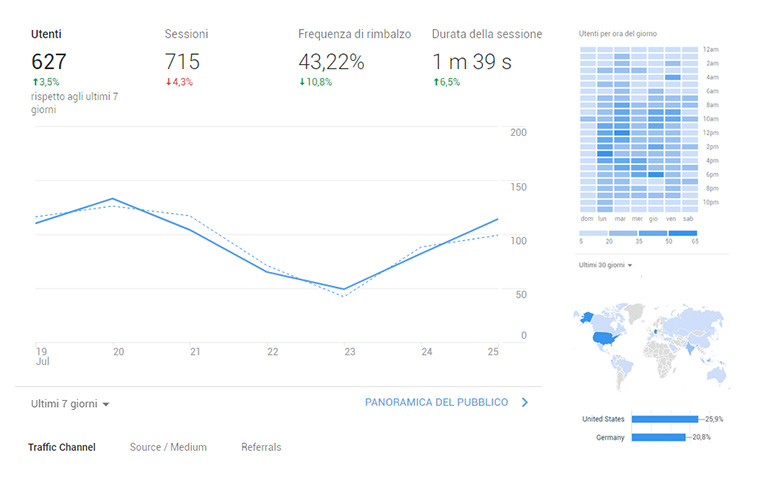 Utenti
627
3,5%
rispetto agli ultimi 7
giorni
Sessioni
715
4,3%
Frequenza di rimbalzo
43,22%
10,8%
Durata della sessione
1 m 39 s
6,5%
200
150
100
50
0
19
Jul
20
21
22
23
24
25
Ultimi 7 giorni
PANORAMICA DEL PUBBLICO
Traffic Channel
Source / Medium
Referrals
Utenti per ora del giorno
12am
2am
4am
6am
8am
10am
12pm
2pm
4pm
6pm
8pm
10pm
dom lun mar mer gio ven sab
5 20 35 50 65
Ultimi 30 giorni
United States 25,9%
Germany 20,8%